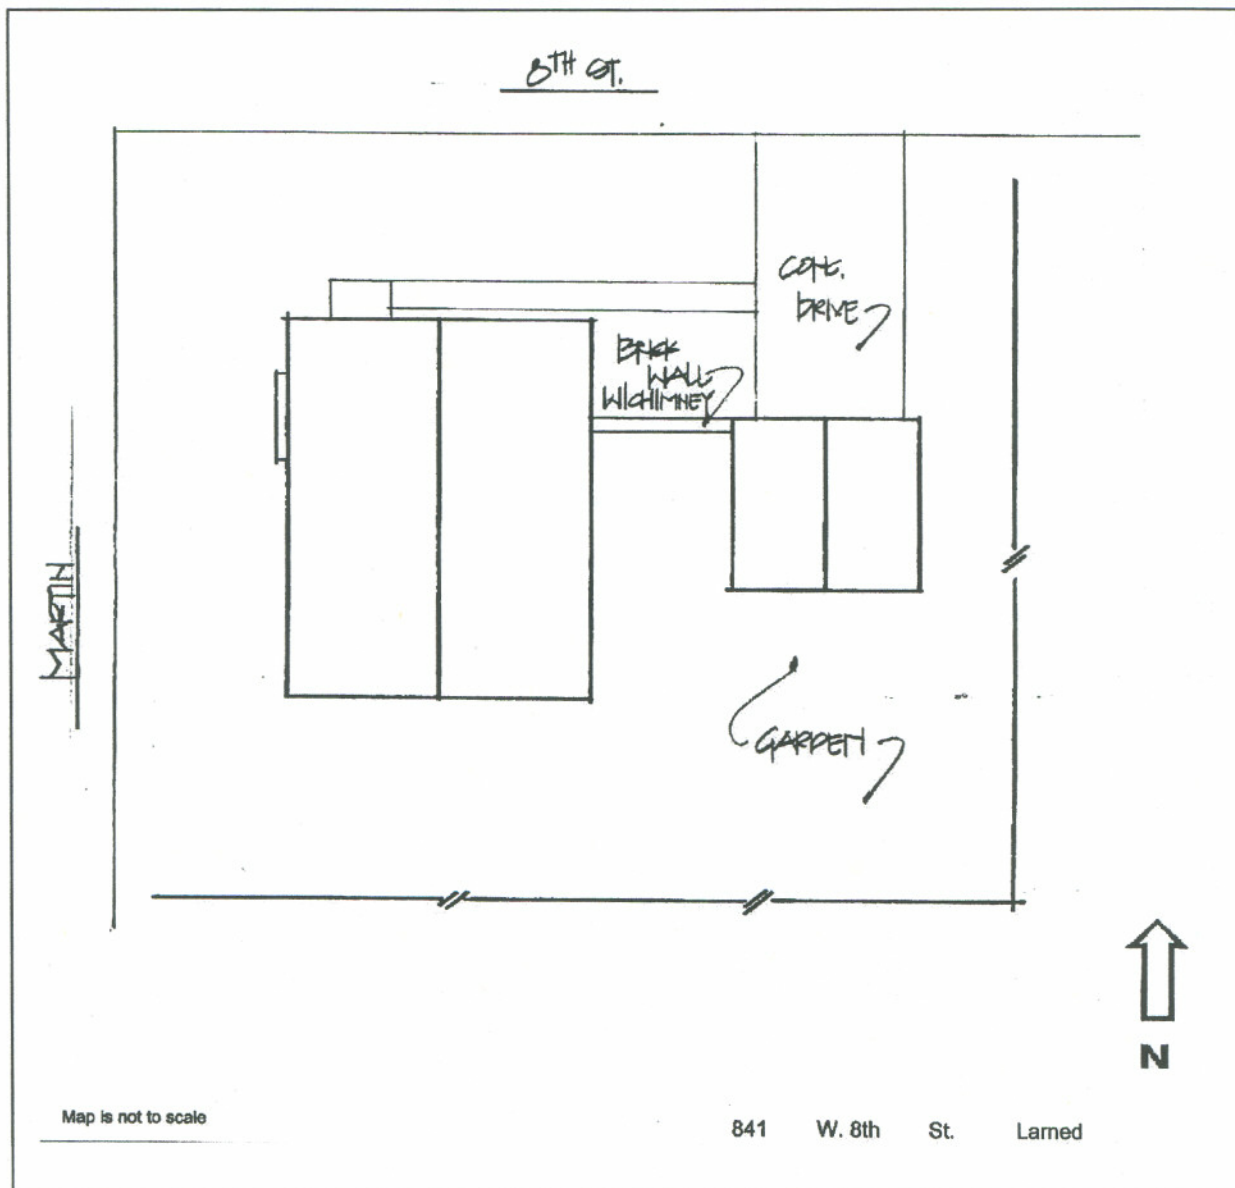 8TH ST.
CONC.
DRIVE
BRICK
WALL
W/CHIMNEY
MARTIN
GARDEN
N
Map is not to scale
841 W. 8th St. Larned